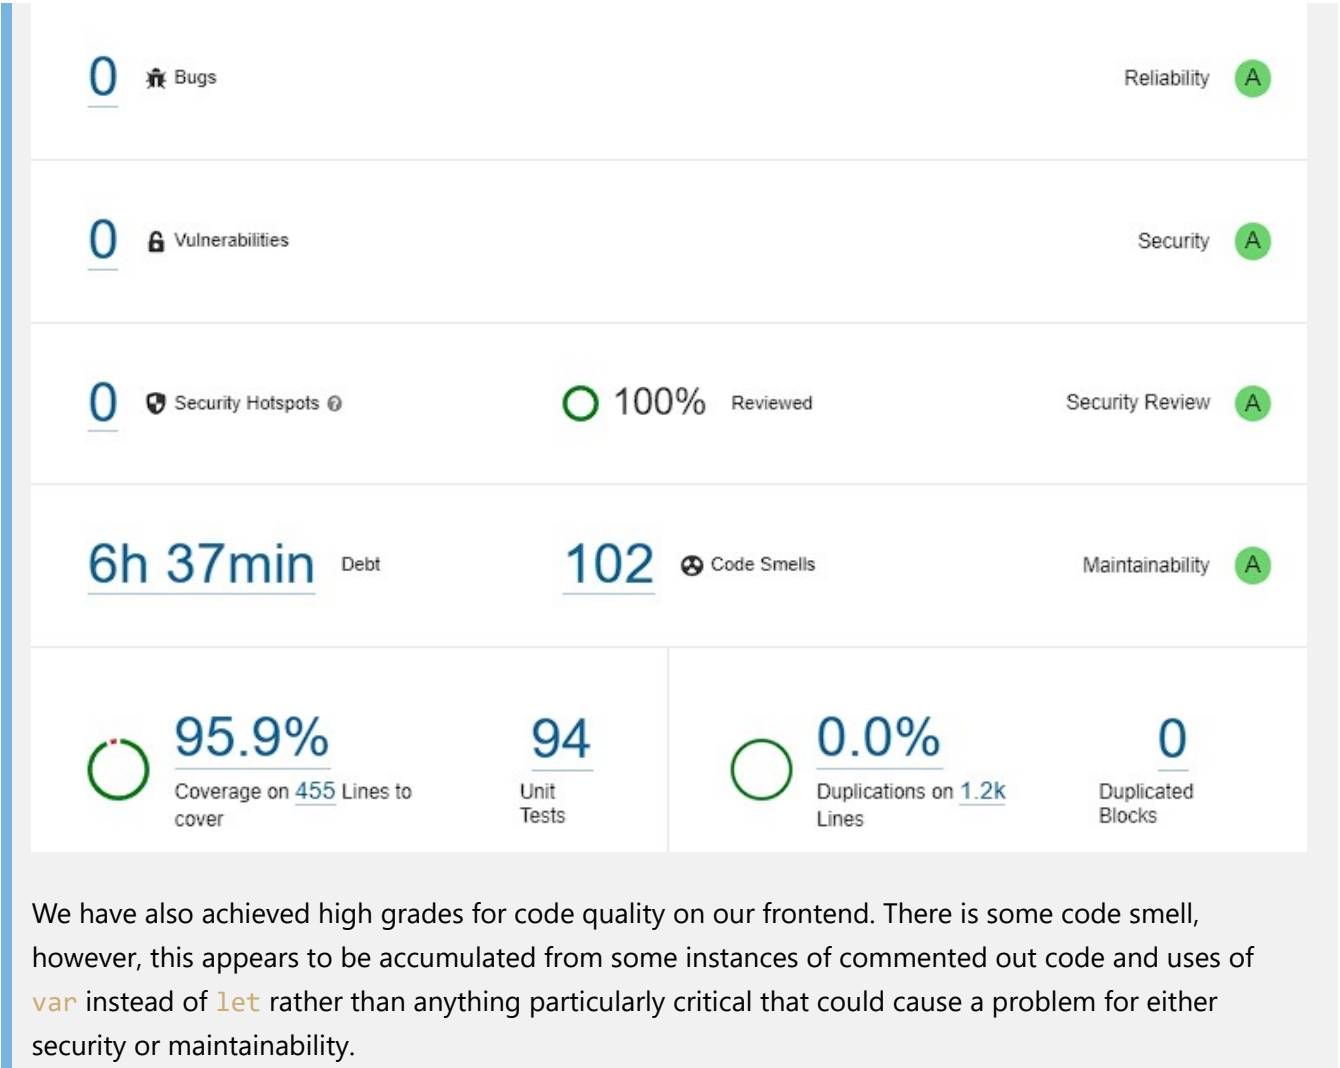 0 Bugs Reliability A
0 Vulnerabilities Security A
0 Security Hotspots ? 100% Reviewed Security Review A
6h 37min Debt 102 Code Smells Maintainability A
95.9% 94 0.0% 0
Coverage on 455 Lines to Unit Duplications on 1.2k Duplicated
cover Tests Lines Blocks
We have also achieved high grades for code quality on our frontend. There is some code smell,
however, this appears to be accumulated from some instances of commented out code and uses of
var instead of let rather than anything particularly critical that could cause a problem for either
security or maintainability.